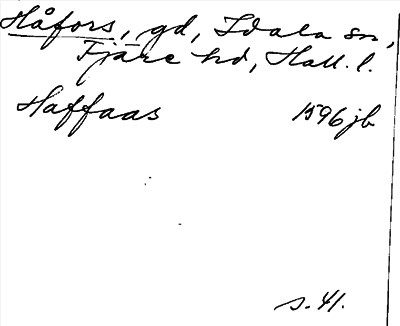 Håfors, gd, Idala sn,
Fjäre hd, Hall. l.
Haffaas 1596 jb
s. 41.